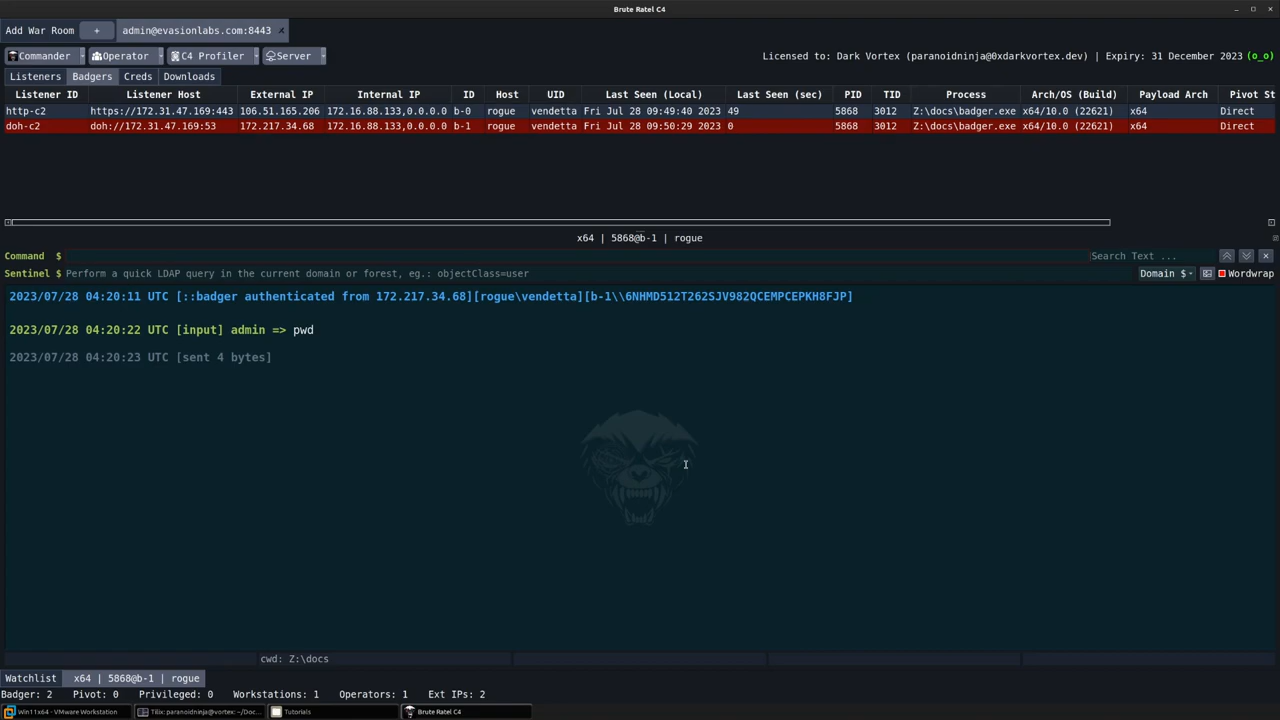 Brute Ratel C4
Add War Room + admin@evasionlabs.com:8443
Commander Operator C4 Profiler Server Licensed to: Dark Vortex (paranoidninja@0xdarkvortex.dev) | Expiry: 31 December 2023 (o_o)
Listeners Badgers Creds Downloads
Listener ID Listener Host External IP Internal IP ID Host UID Last Seen (Local) Last Seen (sec) PID TID Process Arch/OS (Build) Payload Arch Pivot St
http-c2 https://172.31.47.169:443 106.51.165.206 172.16.88.133,0.0.0.0 b-0 rogue vendetta Fri Jul 28 09:49:40 2023 49 5868 3012 Z:\docs\badger.exe x64/10.0 (22621) x64 Direct
doh-c2 doh://172.31.47.169:53 172.217.34.68 172.16.88.133,0.0.0.0 b-1 rogue vendetta Fri Jul 28 09:50:29 2023 0 5868 3012 Z:\docs\badger.exe x64/10.0 (22621) x64 Direct
x64 | 5868@b-1 | rogue
Command $ Search Text ...
Sentinel $ Perform a quick LDAP query in the current domain or forest, eg.: objectClass=user Domain $ Wordwrap
2023/07/28 04:20:11 UTC [::badger authenticated from 172.217.34.68][rogue\vendetta][b-1\\6NHMD512T262SJV982QCEMPCEPKH8FJP]
2023/07/28 04:20:22 UTC [input] admin => pwd
2023/07/28 04:20:23 UTC [sent 4 bytes]
cwd: Z:\docs
Watchlist x64 | 5868@b-1 | rogue
Badger: 2 Pivot: 0 Privileged: 0 Workstations: 1 Operators: 1 Ext IPs: 2
Win11x64 - VMware Workstation Tilix: paranoidninja@vortex: ~/Doc... Tutorials Brute Ratel C4